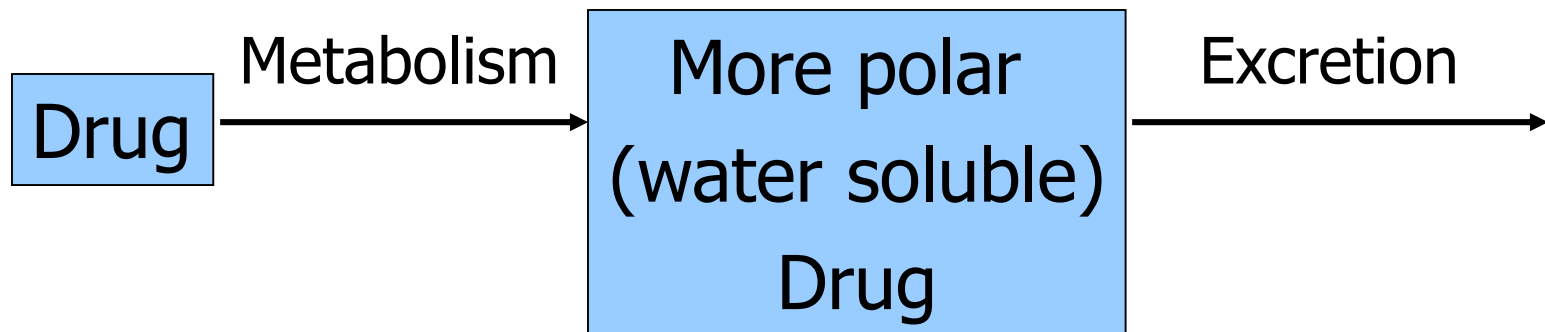 Drug
Metabolism
More polar
(water soluble)
Drug
Excretion